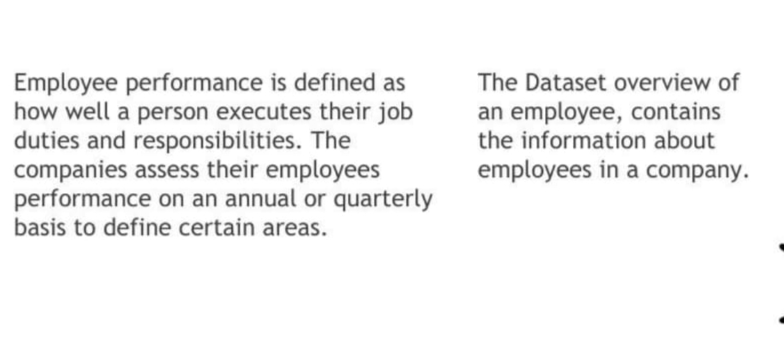 Employee performance is defined as
how well a person executes their job
duties and responsibilities. The
companies assess their employees
performance on an annual or quarterly
basis to define certain areas.
The Dataset overview of
an employee, contains
the information about
employees in a company.